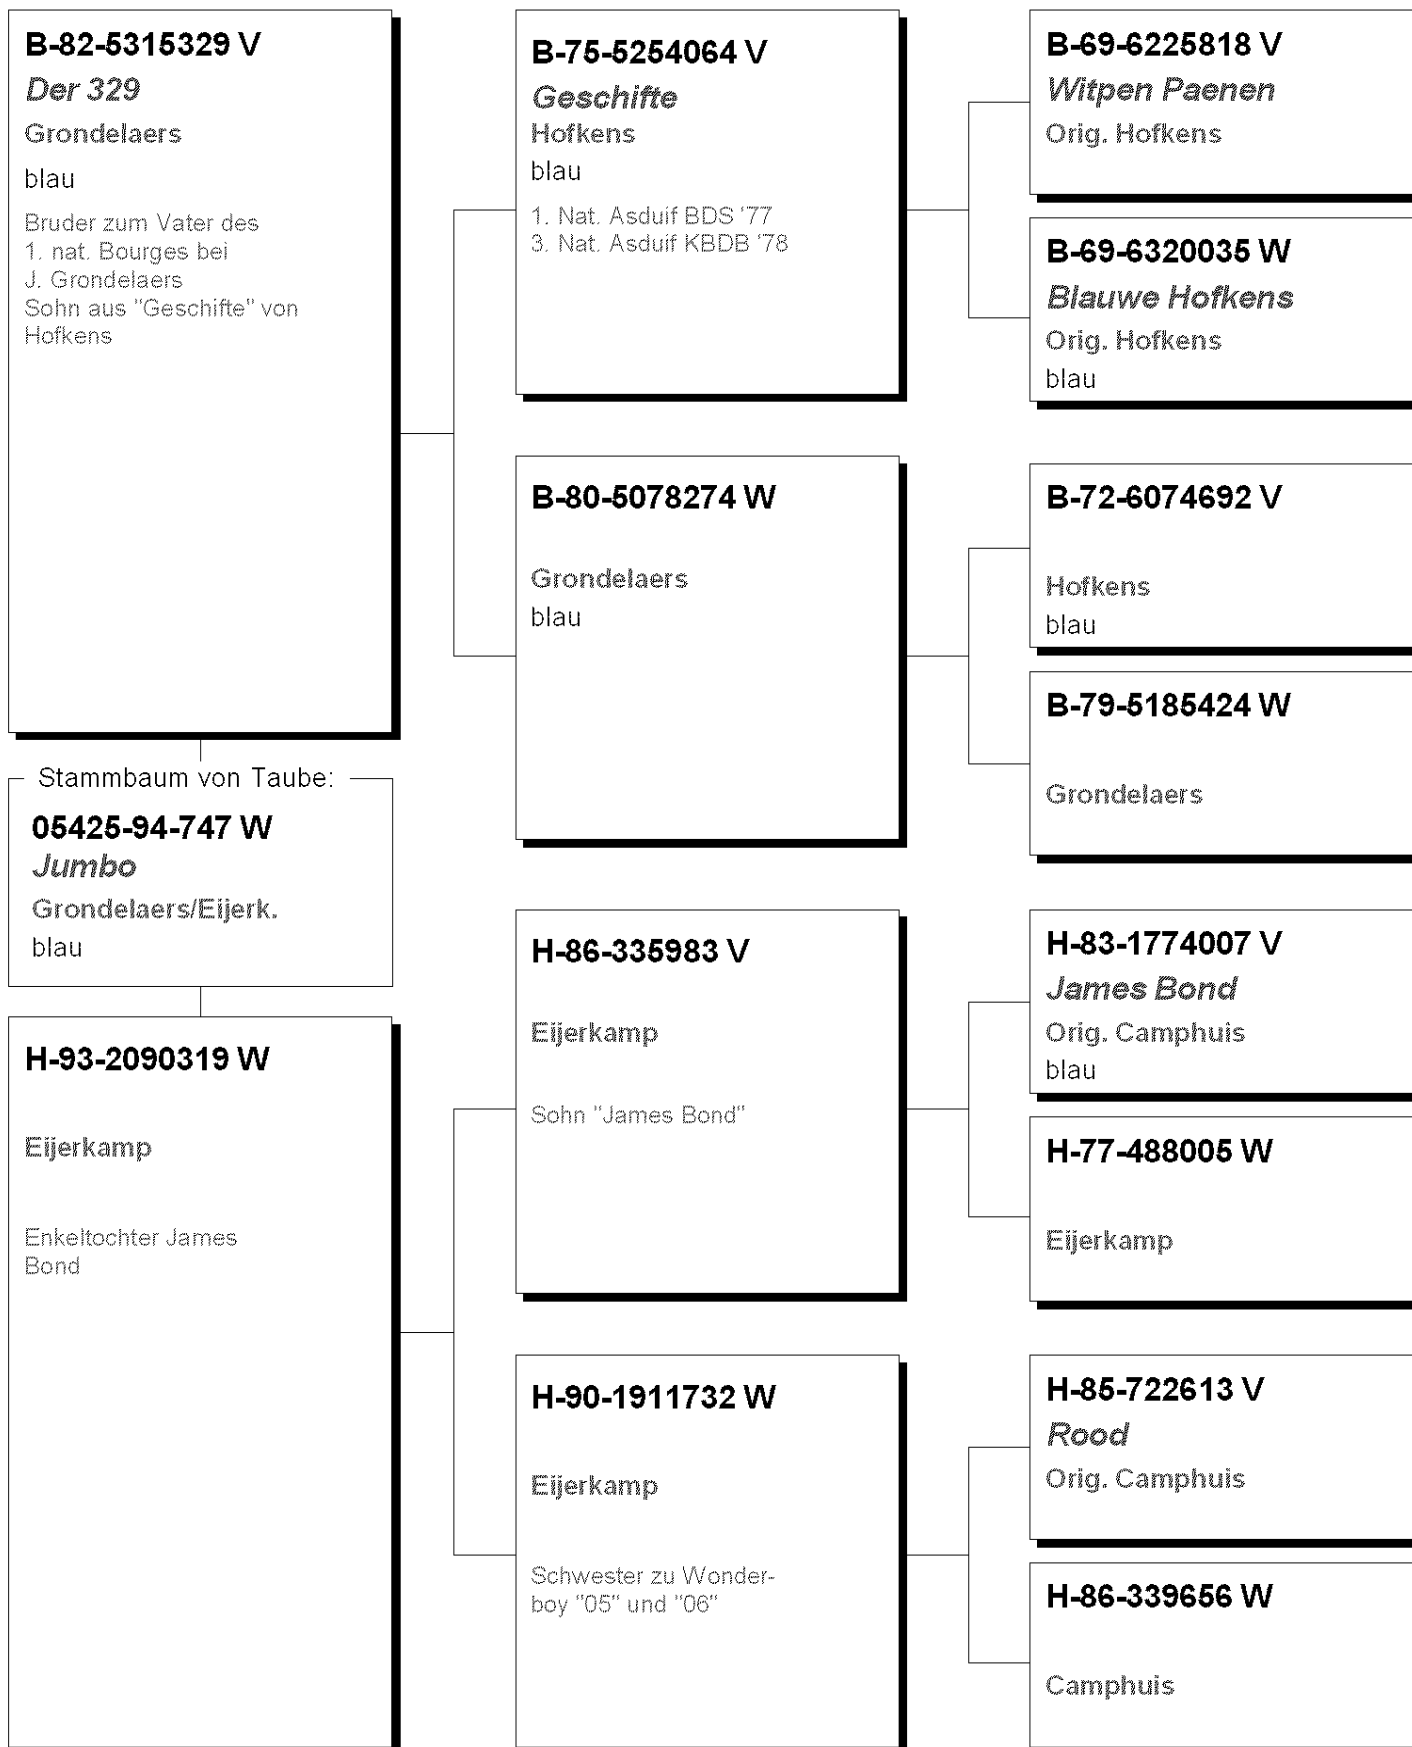 B-82-5315329 V
Der 329
Grondelaers
blau
Bruder zum Vater des
1. nat. Bourges bei
J. Grondelaers
Sohn aus "Geschifte" von
Hofkens
Stammbaum von Taube:
05425-94-747 W
Jumbo
Grondelaers/Eijerk.
blau
H-93-2090319 W
Eijerkamp
Enkeltochter James
Bond
B-75-5254064 V
Geschifte
Hofkens
blau
1. Nat. Asduif BDS '77
3. Nat. Asduif KBDB '78
B-80-5078274 W
Grondelaers
blau
H-86-335983 V
Eijerkamp
Sohn "James Bond"
H-90-1911732 W
Eijerkamp
Schwester zu Wonder-
boy "05" und "06"
B-69-6225818 V
Witpen Paenen
Orig. Hofkens
B-69-6320035 W
Blauwe Hofkens
Orig. Hofkens
blau
B-72-6074692 V
Hofkens
blau
B-79-5185424 W
Grondelaers
H-83-1774007 V
James Bond
Orig. Camphuis
blau
H-77-488005 W
Eijerkamp
H-85-722613 V
Rood
Orig. Camphuis
H-86-339656 W
Camphuis